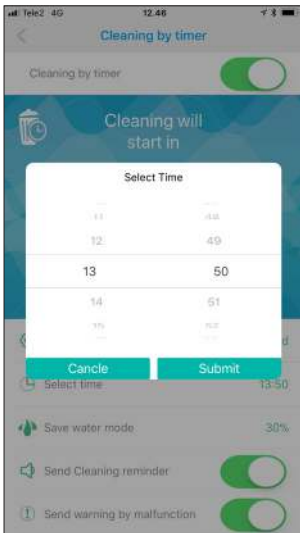 Tele2 4G 12.46
Cleaning by timer
Cleaning by timer
Cleaning will
start in
Select Time
12 49
13 50
14 51
Cancle Submit
Select time 13:50
Save water mode 30%
Send Cleaning reminder
Send warning by malfunction